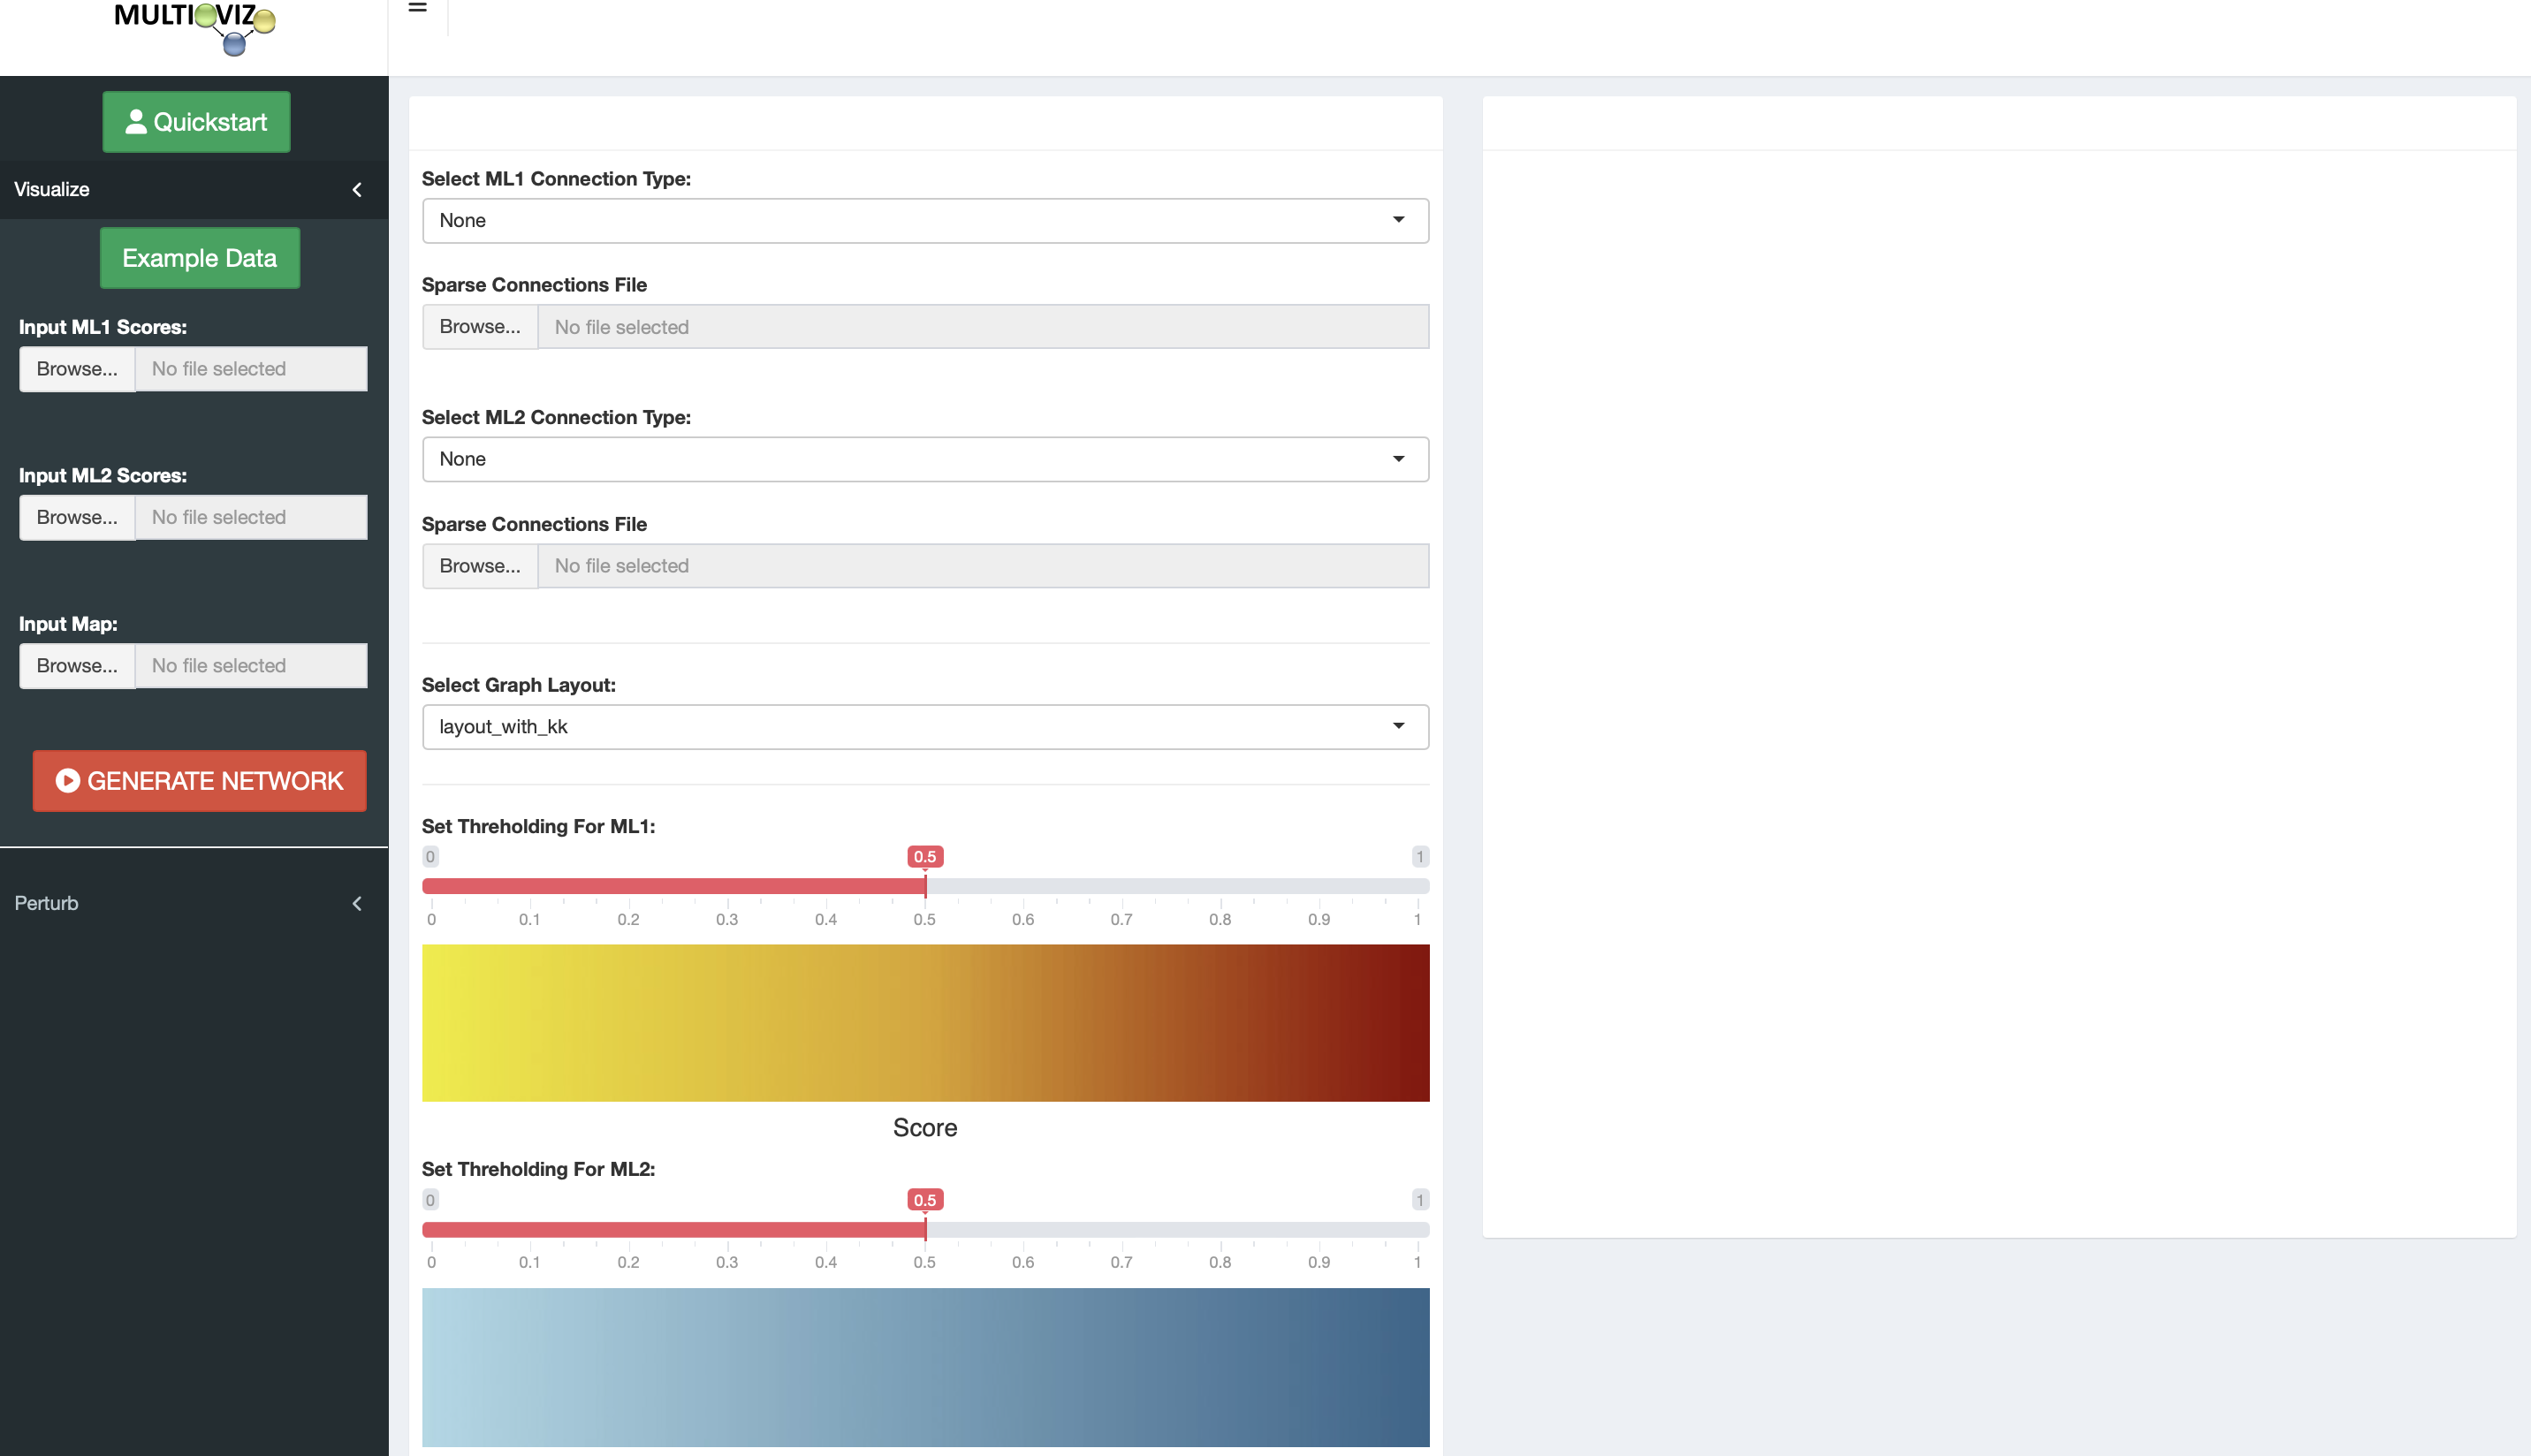 MULTIOVIZ
Quickstart
Visualize
Example Data
Input ML1 Scores:
Browse... No file selected
Input ML2 Scores:
Browse... No file selected
Input Map:
Browse... No file selected
GENERATE NETWORK
Perturb
Select ML1 Connection Type:
None
Sparse Connections File
Browse... No file selected
Select ML2 Connection Type:
None
Sparse Connections File
Browse... No file selected
Select Graph Layout:
layout_with_kk
Set Threholding For ML1:
0 0.5 1
0 0.1 0.2 0.3 0.4 0.5 0.6 0.7 0.8 0.9 1
Score
Set Threholding For ML2:
0 0.5 1
0 0.1 0.2 0.3 0.4 0.5 0.6 0.7 0.8 0.9 1